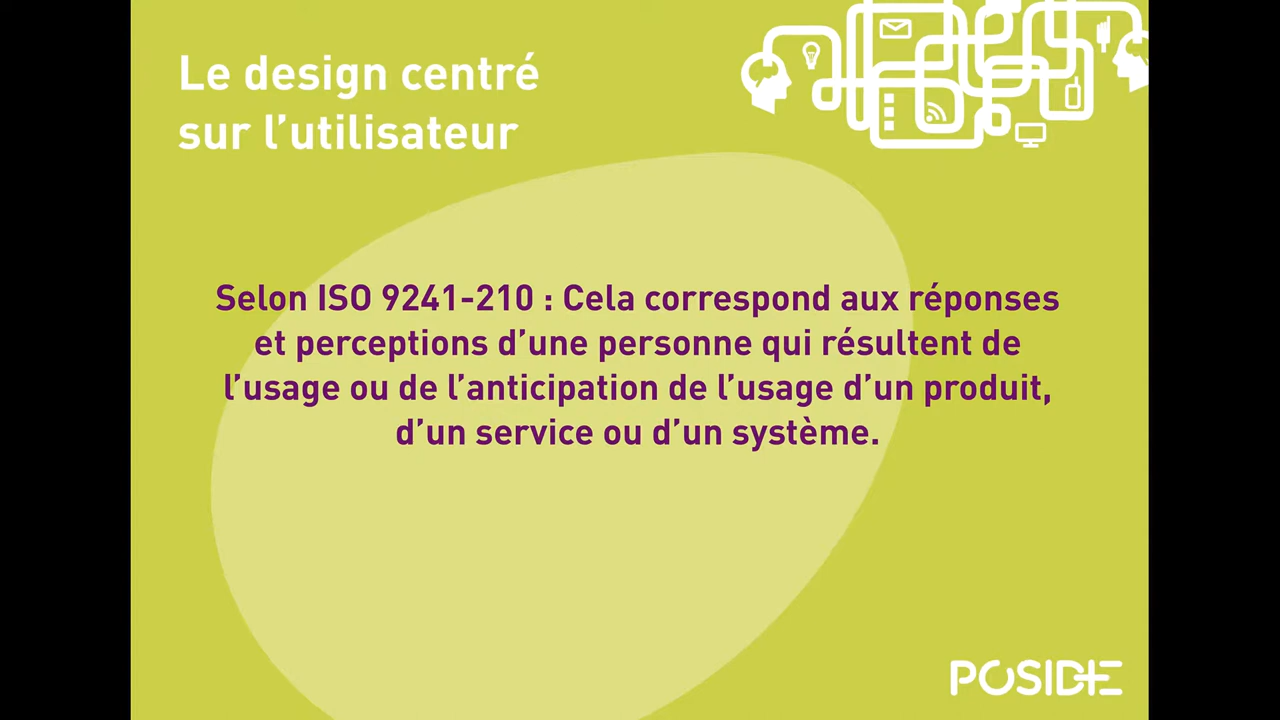 Le design centré
sur l’utilisateur
Selon ISO 9241-210 : Cela correspond aux réponses
et perceptions d’une personne qui résultent de
l’usage ou de l’anticipation de l’usage d’un produit,
d’un service ou d’un système.
POSIDE